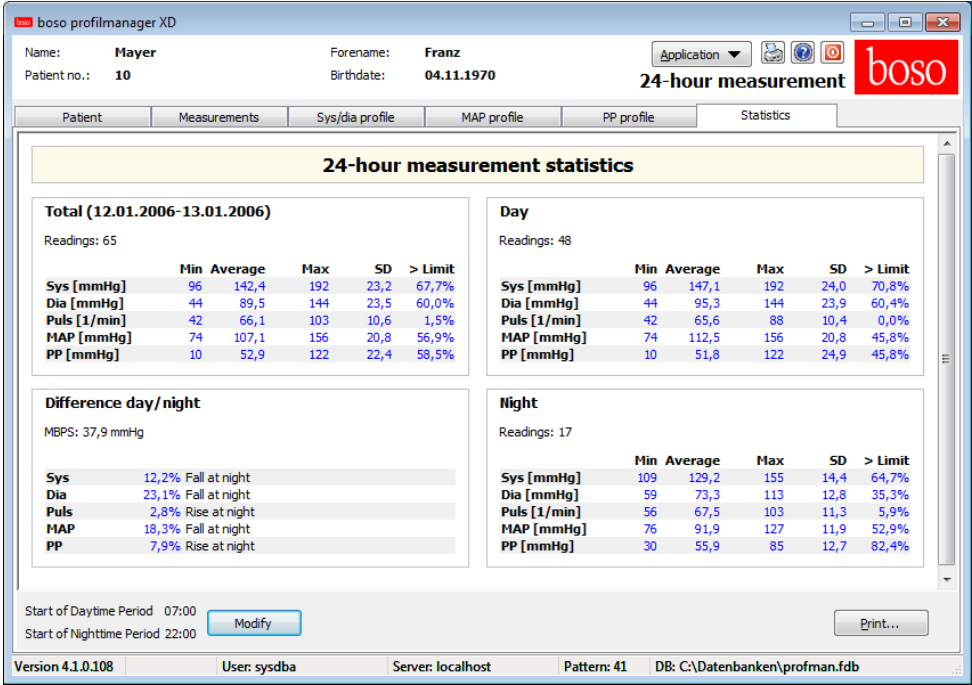 boso boso profilmanager XD
Name: Mayer Forename: Franz Application
Patient no.: 10 Birthdate: 04.11.1970 24-hour measurement boso
Patient Measurements Sys/dia profile MAP profile PP profile Statistics
24-hour measurement statistics
Total (12.01.2006-13.01.2006)
Readings: 65
Min Average Max SD > Limit
Sys [mmHg] 96 142,4 192 23,2 67,7%
Dia [mmHg] 44 89,5 144 23,5 60,0%
Puls [1/min] 42 66,1 103 10,6 1,5%
MAP [mmHg] 74 107,1 156 20,8 56,9%
PP [mmHg] 10 52,9 122 22,4 58,5%
Day
Readings: 48
Min Average Max SD > Limit
Sys [mmHg] 96 147,1 192 24,0 70,8%
Dia [mmHg] 44 95,3 144 23,9 60,4%
Puls [1/min] 42 65,6 88 10,4 0,0%
MAP [mmHg] 74 112,5 156 20,8 45,8%
PP [mmHg] 10 51,8 122 24,9 45,8%
Difference day/night
MBPS: 37,9 mmHg
Sys 12,2% Fall at night
Dia 23,1% Fall at night
Puls 2,8% Rise at night
MAP 18,3% Fall at night
PP 7,9% Rise at night
Night
Readings: 17
Min Average Max SD > Limit
Sys [mmHg] 109 129,2 155 14,4 64,7%
Dia [mmHg] 59 73,3 113 12,8 35,3%
Puls [1/min] 56 67,5 103 11,3 5,9%
MAP [mmHg] 76 91,9 127 11,9 52,9%
PP [mmHg] 30 55,9 85 12,7 82,4%
Start of Daytime Period 07:00
Start of Nighttime Period 22:00
Modify
Print...
Version 4.1.0.108 User: sysdba Server: localhost Pattern: 41 DB: C:\Datenbanken\profman.fdb